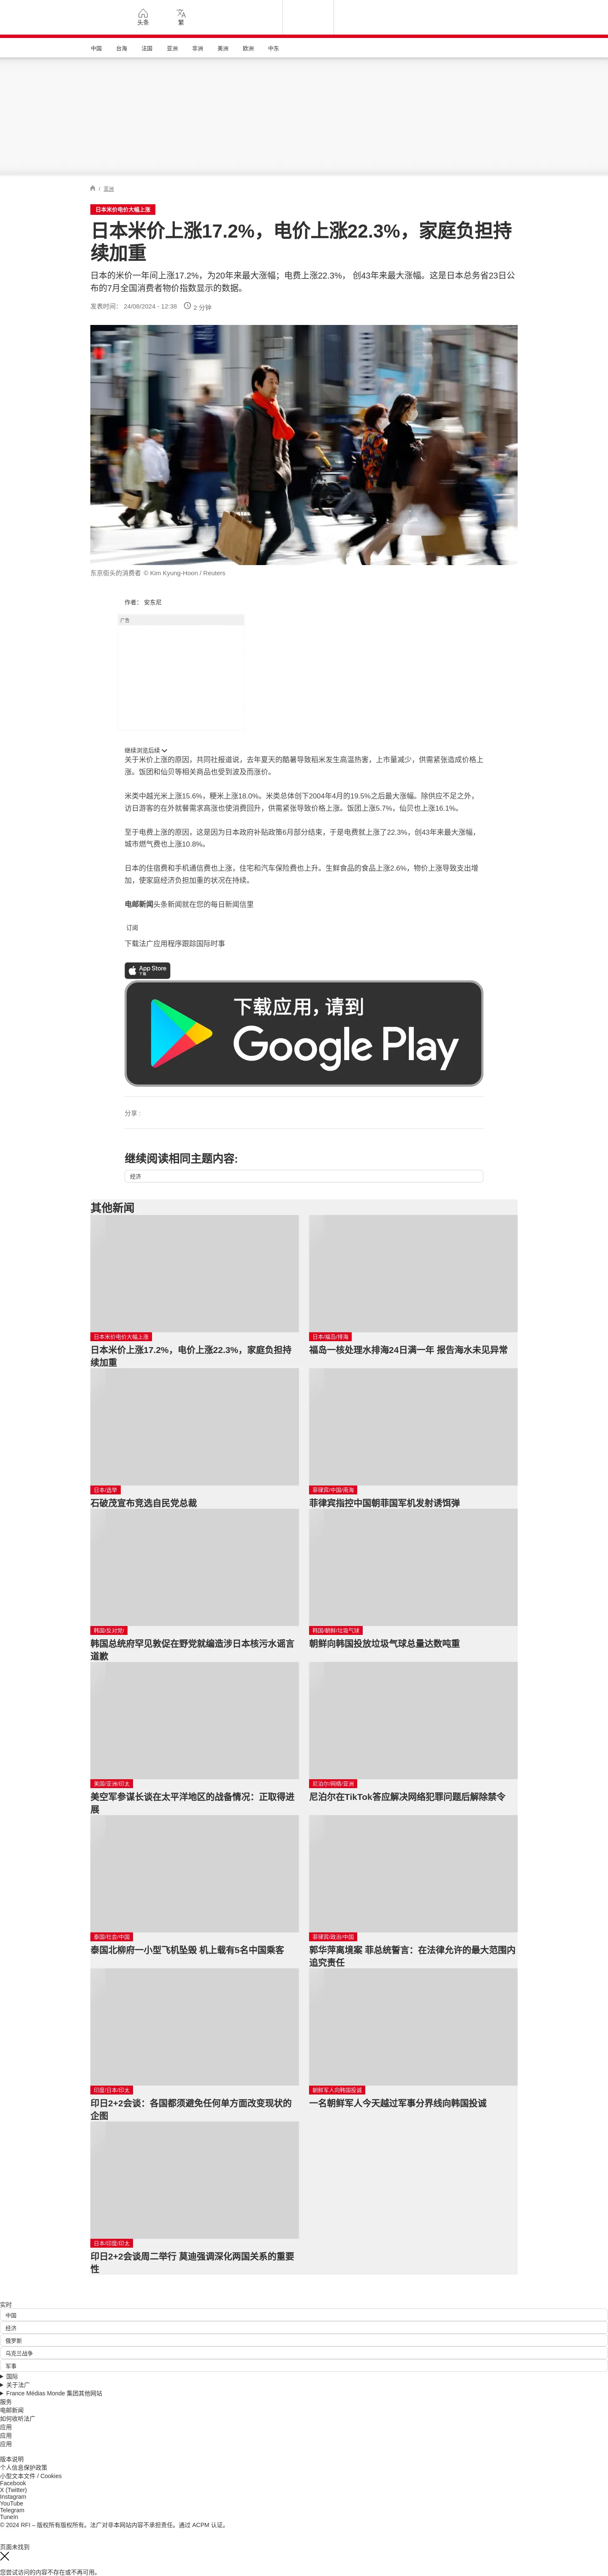 头条
繁
中国
台海
法国
亚洲
非洲
美洲
欧洲
中东
/ 亚洲
日本米价电价大幅上涨
日本米价上涨17.2%，电价上涨22.3%，家庭负担持
续加重
日本的米价一年间上涨17.2%，为20年来最大涨幅；电费上涨22.3%， 创43年来最大涨幅。这是日本总务省23日公
布的7月全国消费者物价指数显示的数据。
发表时间： 24/08/2024 - 12:38
2 分钟
东京街头的消费者 © Kim Kyung-Hoon / Reuters
作者： 安东尼
广告
继续浏览后续
关于米价上涨的原因，共同社报道说，去年夏天的酷暑导致稻米发生高温热害，上市量减少，供需紧张造成价格上
涨。饭团和仙贝等相关商品也受到波及而涨价。
米类中越光米上涨15.6%，粳米上涨18.0%。米类总体创下2004年4月的19.5%之后最大涨幅。除供应不足之外，
访日游客的在外就餐需求高涨也使消费回升，供需紧张导致价格上涨。饭团上涨5.7%，仙贝也上涨16.1%。
至于电费上涨的原因，这是因为日本政府补贴政策6月部分结束，于是电费就上涨了22.3%，创43年来最大涨幅，
城市燃气费也上涨10.8%。
日本的住宿费和手机通信费也上涨，住宅和汽车保险费也上升。生鲜食品的食品上涨2.6%，物价上涨导致支出增
加，使家庭经济负担加重的状况在持续。
电邮新闻头条新闻就在您的每日新闻信里
订阅
下载法广应用程序跟踪国际时事
App Store
下载
下载应用，请到
Google Play
分享 :
继续阅读相同主题内容:
经济
其他新闻
日本米价电价大幅上涨
日本米价上涨17.2%，电价上涨22.3%，家庭负担持
续加重
日本/福岛/排海
福岛一核处理水排海24日满一年 报告海水未见异常
日本/选举
石破茂宣布竞选自民党总裁
菲律宾/中国/南海
菲律宾指控中国朝菲国军机发射诱饵弹
韩国/反对党/
韩国总统府罕见敦促在野党就编造涉日本核污水谣言
道歉
韩国/朝鲜/垃圾气球
朝鲜向韩国投放垃圾气球总量达数吨重
美国/亚洲/印太
美空军参谋长谈在太平洋地区的战备情况：正取得进
展
尼泊尔/网络/亚洲
尼泊尔在TikTok答应解决网络犯罪问题后解除禁令
泰国/社会/中国
泰国北柳府一小型飞机坠毁 机上载有5名中国乘客
菲律宾/政治/中国
郭华萍离境案 菲总统誓言：在法律允许的最大范围内
追究责任
印度/日本/印太
印日2+2会谈：各国都须避免任何单方面改变现状的
企图
朝鲜军人向韩国投诚
一名朝鲜军人今天越过军事分界线向韩国投诚
日本/印度/印太
印日2+2会谈周二举行 莫迪强调深化两国关系的重要
性
实时
中国
经济
俄罗斯
乌克兰战争
军事
国际
关于法广
France Médias Monde 集团其他网站
服务
电邮新闻
如何收听法广
应用
应用
应用
版本说明
个人信息保护政策
小型文本文件 / Cookies
Facebook
X (Twitter)
Instagram
YouTube
Telegram
TuneIn
© 2024 RFI – 版权所有版权所有。法广对非本网站内容不承担责任。通过 ACPM 认证。
页面未找到
您尝试访问的内容不存在或不再可用。